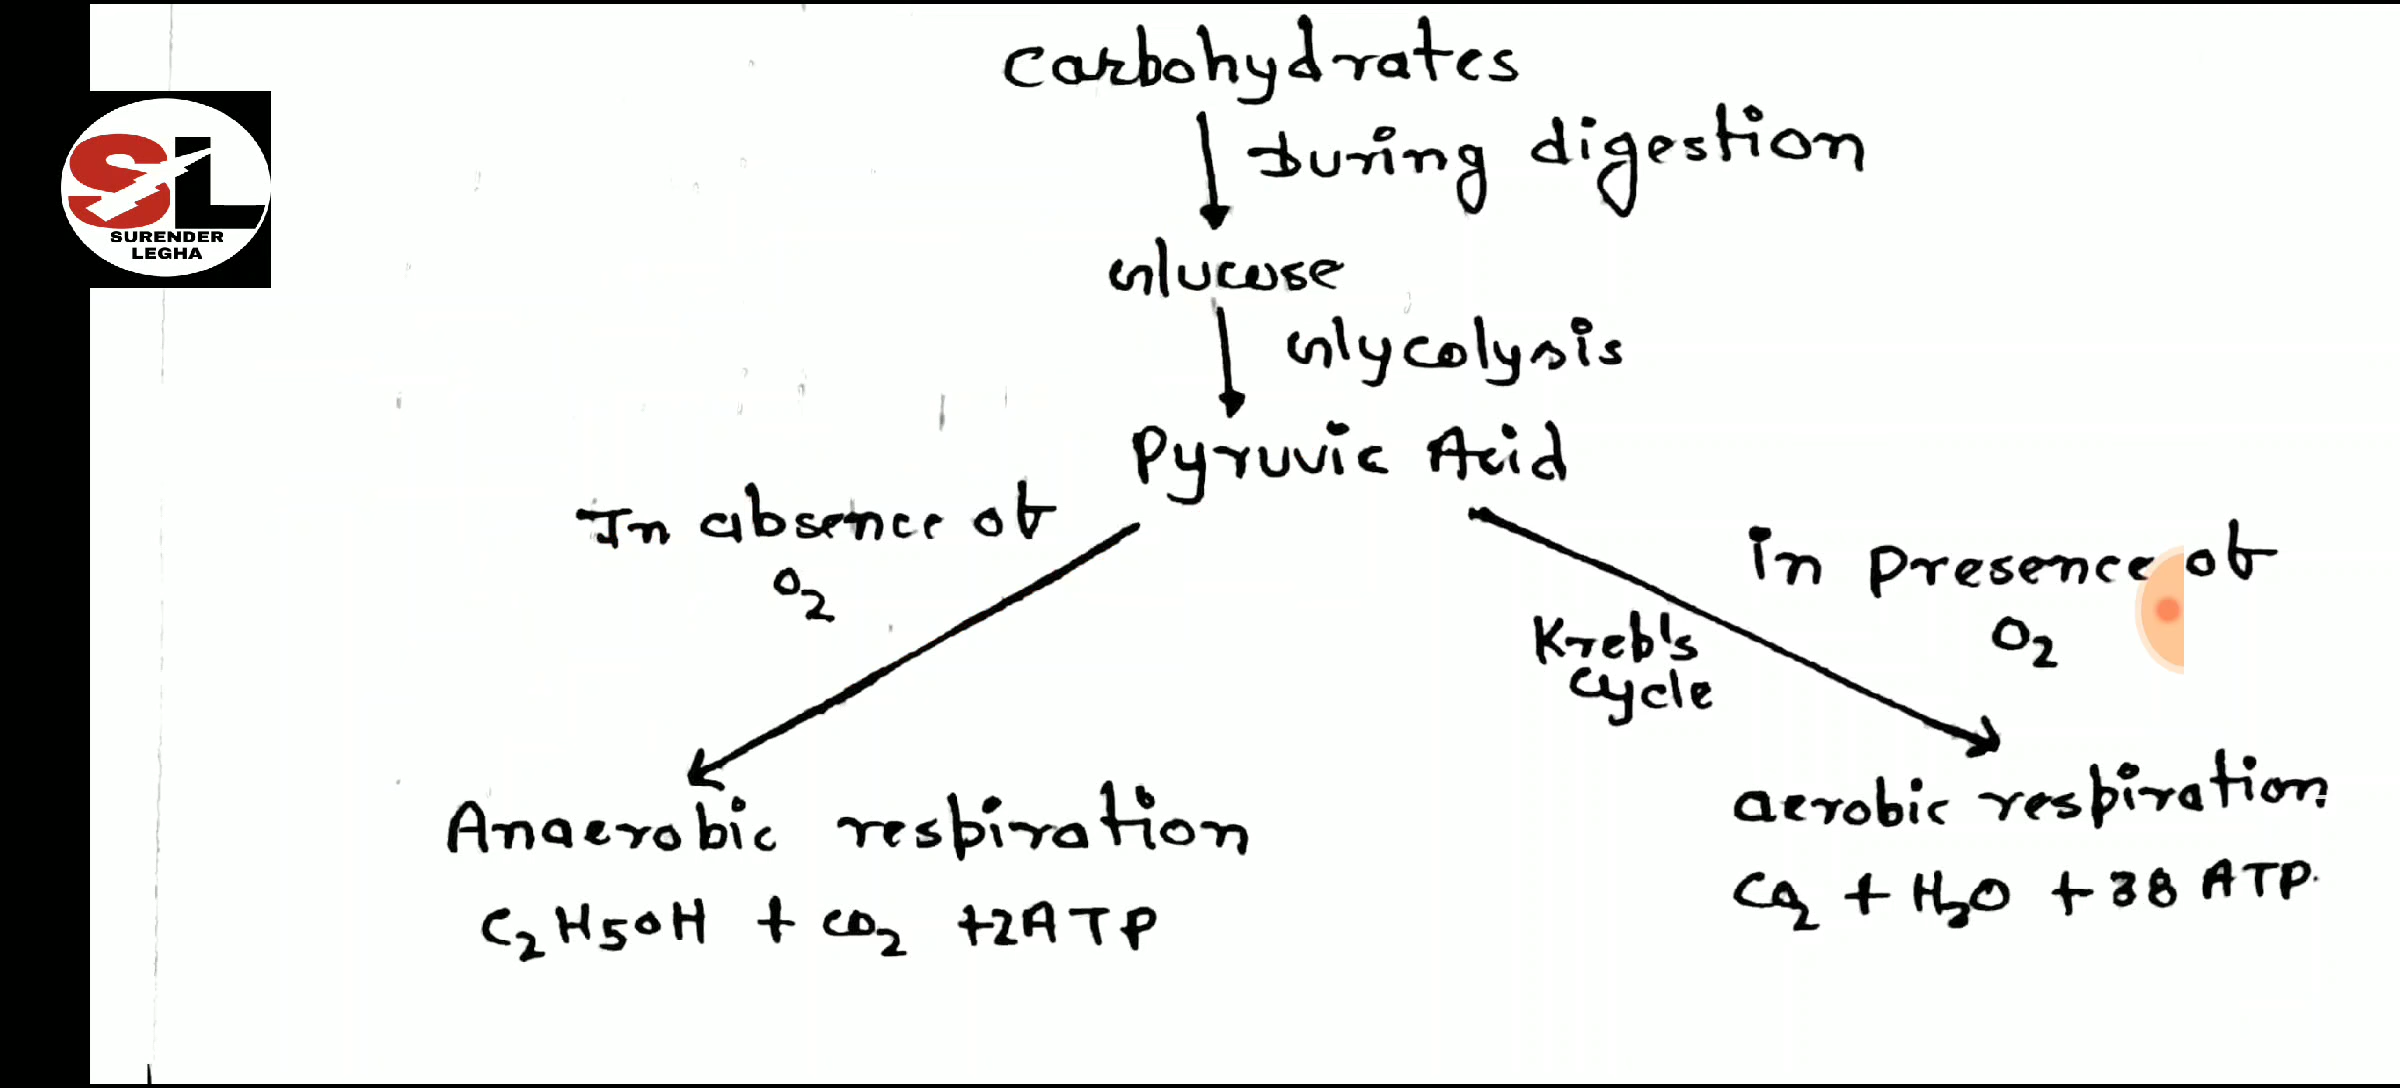 SL
SURENDER
LEGHA
Carbohydrates
During digestion
Glucose
Glycolysis
Pyruvic Acid
In absence of
O2
in presence of
O2
Kreb's
cycle
Anaerobic respiration
C2H5OH + CO2 +2ATP
aerobic respiration
CO2 + H2O + 38 ATP.